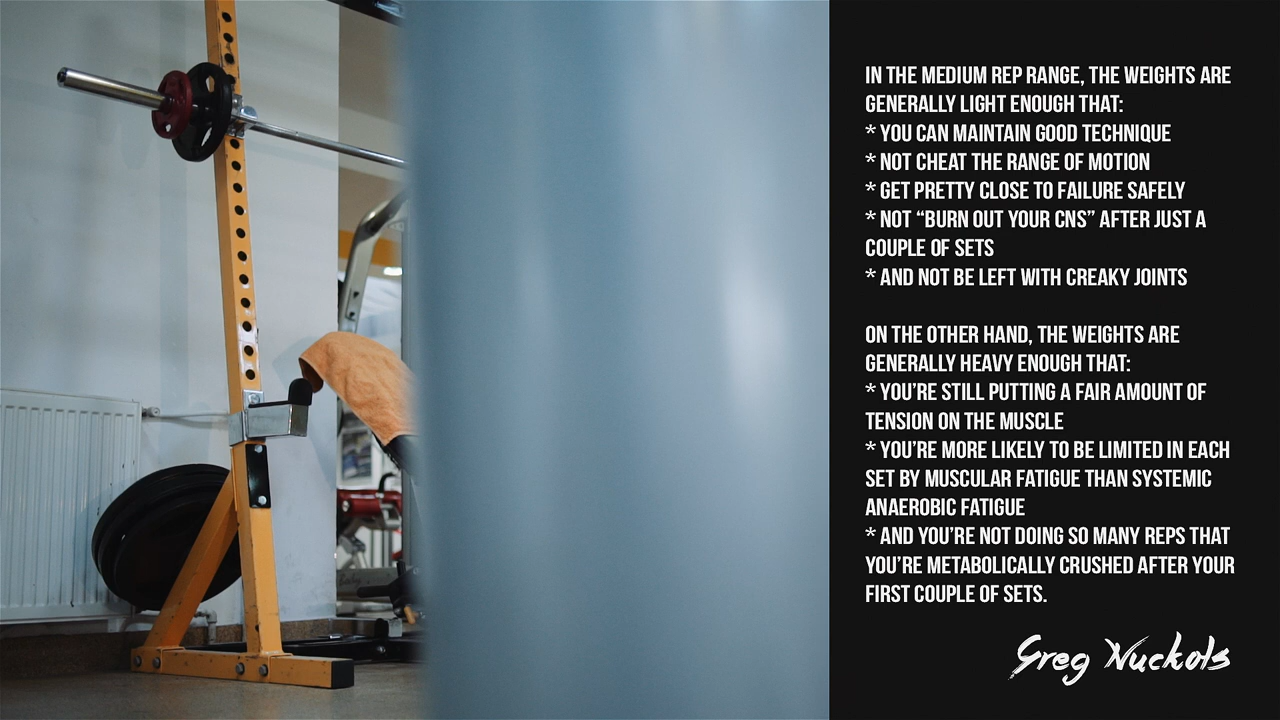 IN THE MEDIUM REP RANGE, THE WEIGHTS ARE
GENERALLY LIGHT ENOUGH THAT:
* YOU CAN MAINTAIN GOOD TECHNIQUE
* NOT CHEAT THE RANGE OF MOTION
* GET PRETTY CLOSE TO FAILURE SAFELY
* NOT “BURN OUT YOUR CNS” AFTER JUST A
COUPLE OF SETS
* AND NOT BE LEFT WITH CREAKY JOINTS
ON THE OTHER HAND, THE WEIGHTS ARE
GENERALLY HEAVY ENOUGH THAT:
* YOU’RE STILL PUTTING A FAIR AMOUNT OF
TENSION ON THE MUSCLE
* YOU’RE MORE LIKELY TO BE LIMITED IN EACH
SET BY MUSCULAR FATIGUE THAN SYSTEMIC
ANAEROBIC FATIGUE
* AND YOU’RE NOT DOING SO MANY REPS THAT
YOU’RE METABOLICALLY CRUSHED AFTER YOUR
FIRST COUPLE OF SETS.
Greg Nuckols